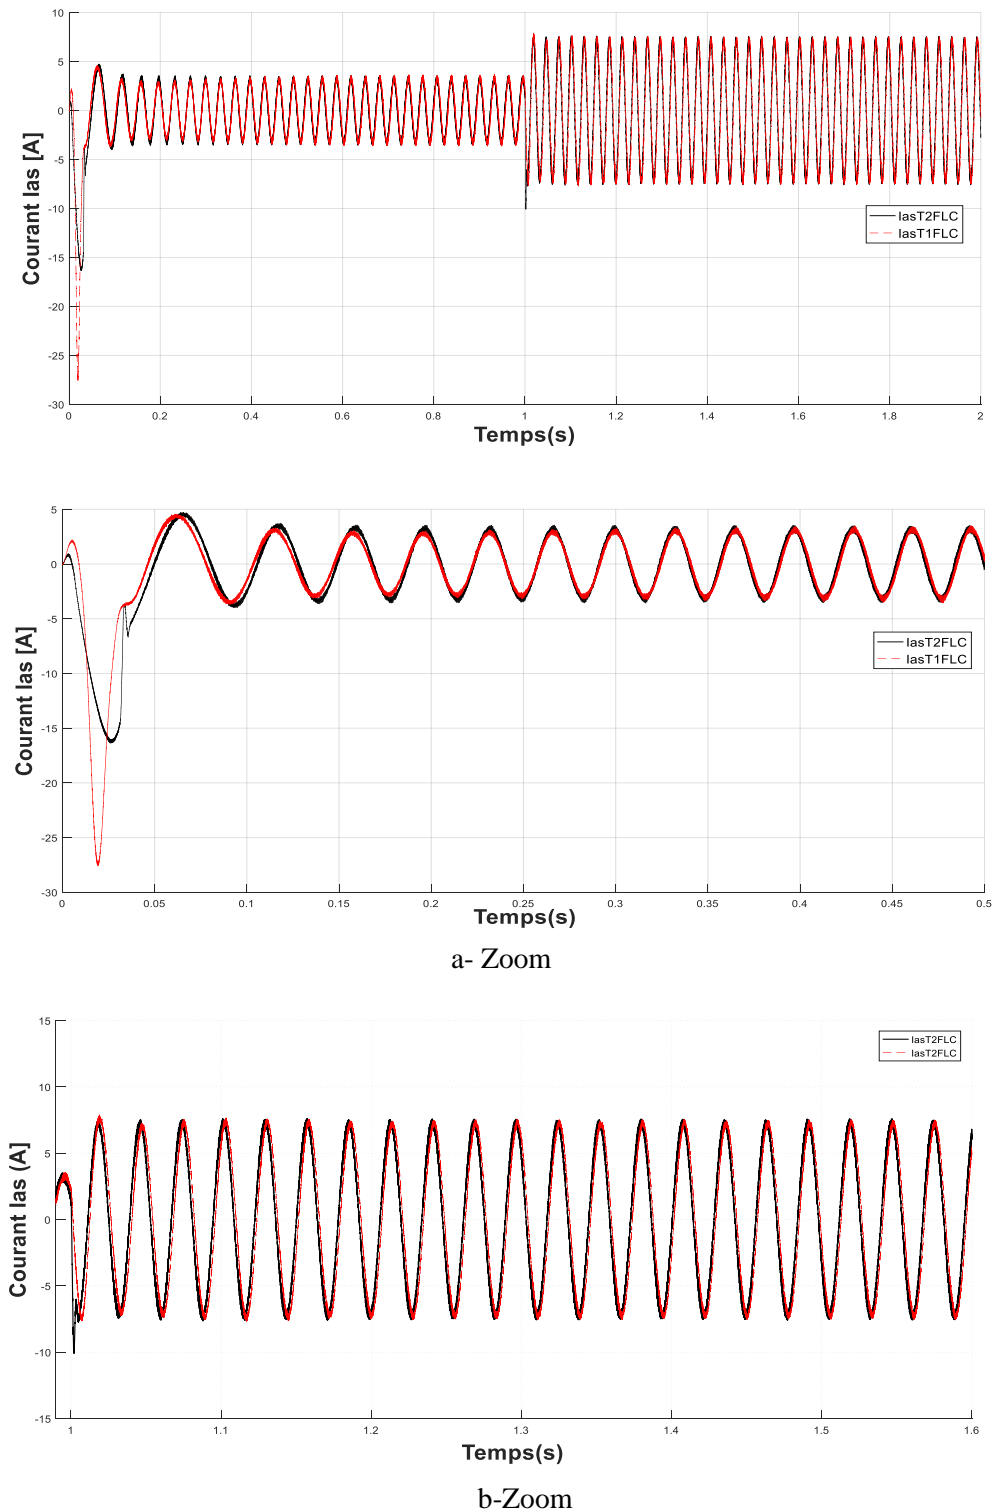 10
5
0
-5
-10
-15
-20
-25
-30
Courant Ias [A]
IasT2FLC
IasT1FLC
0 0.2 0.4 0.6 0.8 1 1.2 1.4 1.6 1.8 2
Temps(s)
5
0
-5
-10
-15
-20
-25
-30
Courant Ias [A]
IasT2FLC
IasT1FLC
0 0.05 0.1 0.15 0.2 0.25 0.3 0.35 0.4 0.45 0.5
Temps(s)
a- Zoom
15
10
5
0
-5
-10
-15
Courant Ias (A)
IasT2FLC
IasT2FLC
1 1.1 1.2 1.3 1.4 1.5 1.6
Temps(s)
b-Zoom